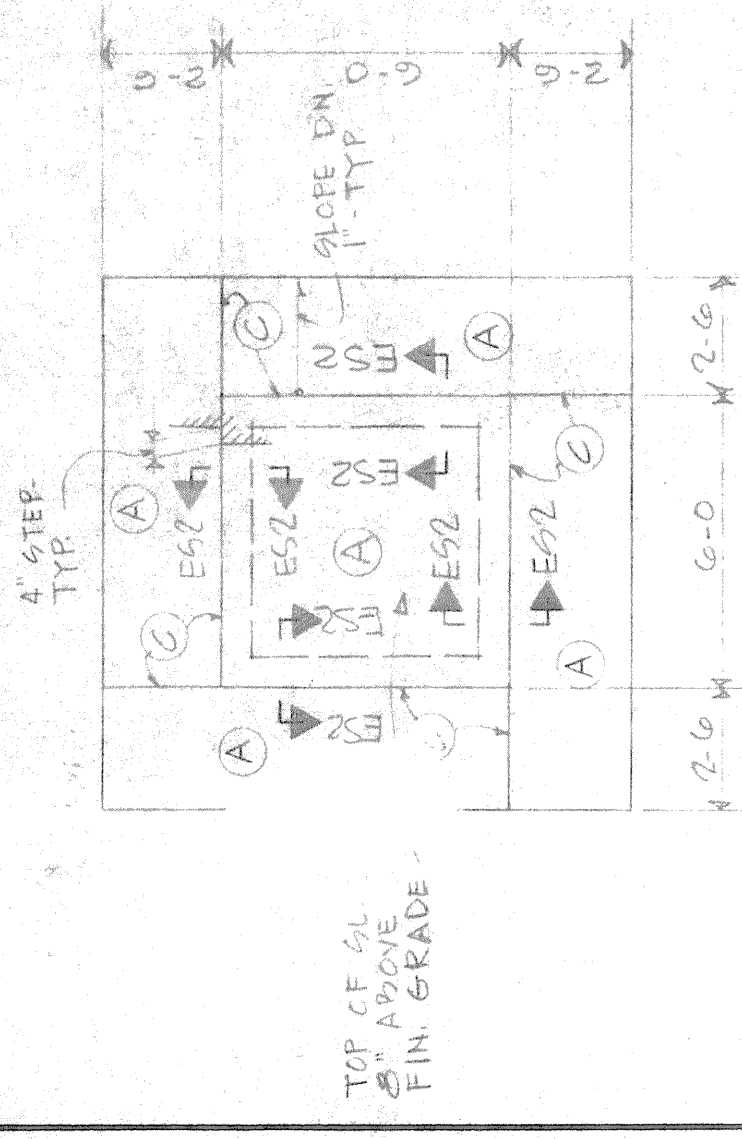 2-6
6-0
2-6
SLOPE DN.
1"-TYP.
4" STEP-
TYP.
A
C
ES2
A
C
ES2
ES2
A
ES2
ES2
ES2
ES2
C
ES2
A
A
2-6
6-0
2-6
TOP OF SL.
8" ABOVE
FIN. GRADE